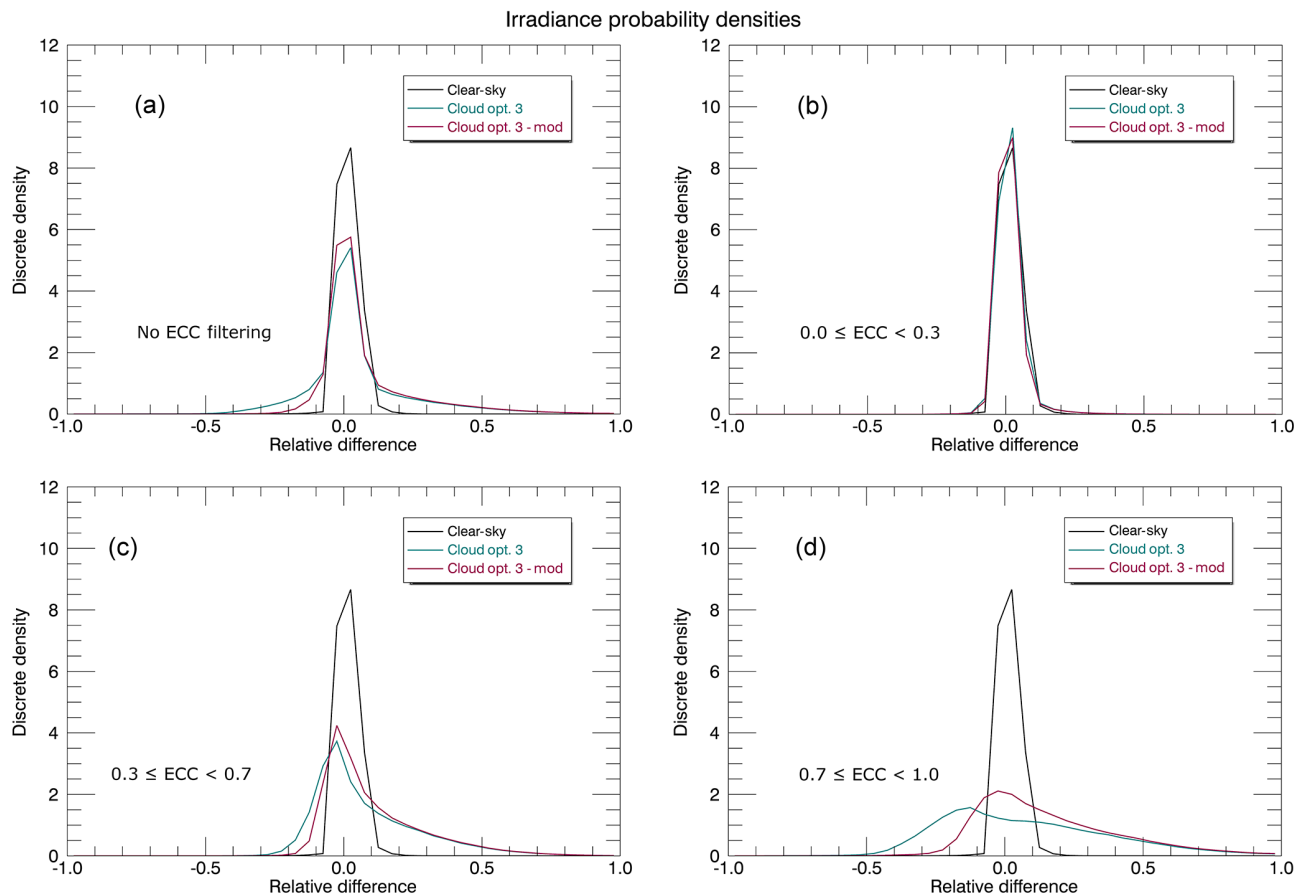 Irradiance probability densities
12
10
8
6
4
2
0
Discrete density
(a)
Clear-sky
Cloud opt. 3
Cloud opt. 3 - mod
No ECC filtering
-1.0 -0.5 0.0 0.5 1.0
Relative difference
12
10
8
6
4
2
0
Discrete density
(b)
Clear-sky
Cloud opt. 3
Cloud opt. 3 - mod
0.0 ≤ ECC < 0.3
-1.0 -0.5 0.0 0.5 1.0
Relative difference
12
10
8
6
4
2
0
Discrete density
(c)
Clear-sky
Cloud opt. 3
Cloud opt. 3 - mod
0.3 ≤ ECC < 0.7
-1.0 -0.5 0.0 0.5 1.0
Relative difference
12
10
8
6
4
2
0
Discrete density
(d)
Clear-sky
Cloud opt. 3
Cloud opt. 3 - mod
0.7 ≤ ECC < 1.0
-1.0 -0.5 0.0 0.5 1.0
Relative difference